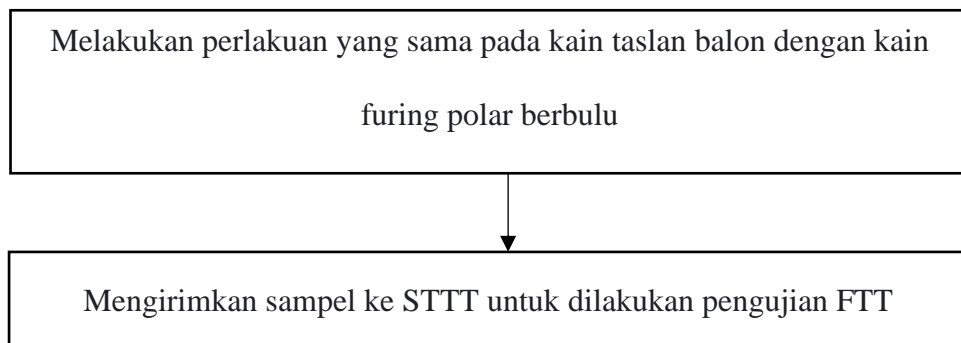 Melakukan perlakuan yang sama pada kain taslan balon dengan kain
furing polar berbulu
Mengirimkan sampel ke STTT untuk dilakukan pengujian FTT